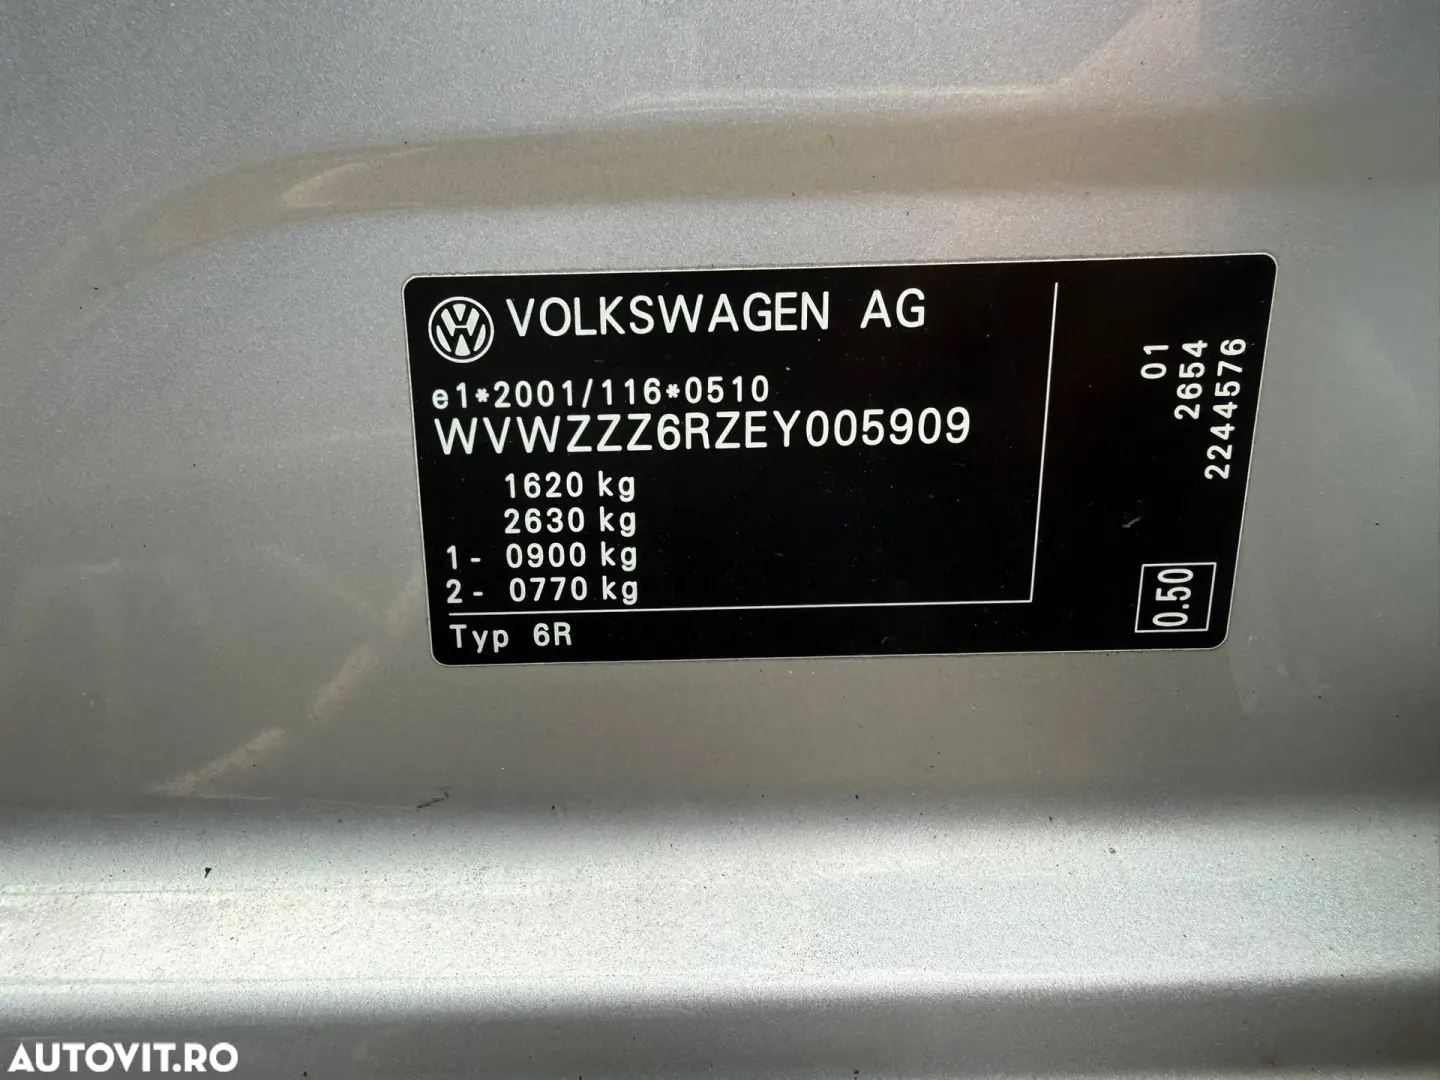 VOLKSWAGEN AG
e1*2001/116*0510
WVWZZZ6RZEY005909
1620 kg
2630 kg
1- 0900 kg
2- 0770 kg
Typ 6R
01
2654
2244576
0.50
AUTOVIT.RO